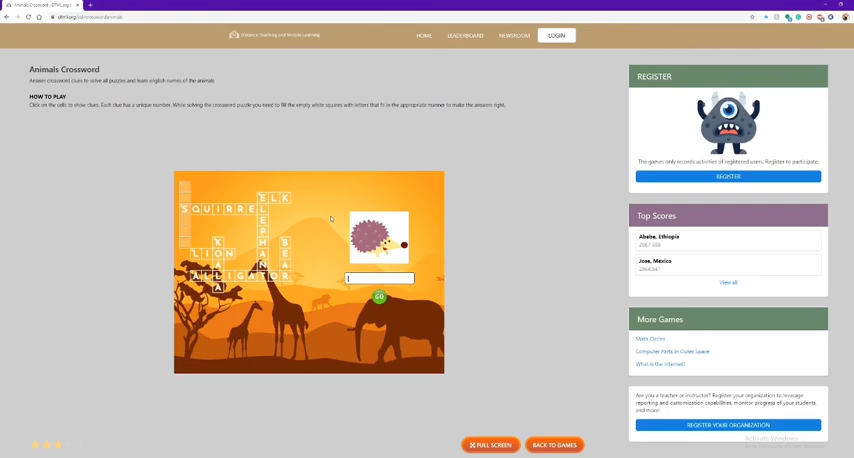 Animals Crossword | DTML.org
Distance Teaching and Mobile Learning
HOME
LEADERBOARD
NEWSROOM
LOGIN
Animals Crossword
Answer crossword clues to solve all puzzles and learn english names of the animals
HOW TO PLAY
Click on the cells to show clues. Each clue has a unique number. While solving the crossword puzzle you need to fill the empty white squares with letters that fit in the appropriate manner to make the answers right.
ELK
SQUIRREL
ELEPHANT
KOALA
BEAR
LION
ALLIGATOR
GO
FULL SCREEN
BACK TO GAMES
REGISTER
The games only records activities of registered users. Register to participate.
REGISTER
Top Scores
Abebe, Ethiopia
Jose, Mexico
View all
More Games
Math Circles
Computer Parts in Outer Space
What is the Internet?
Are you a teacher or instructor? Register your organization to leverage
reporting and customization capabilities, monitor progress of your students,
and more!
REGISTER YOUR ORGANIZATION
Activate Windows